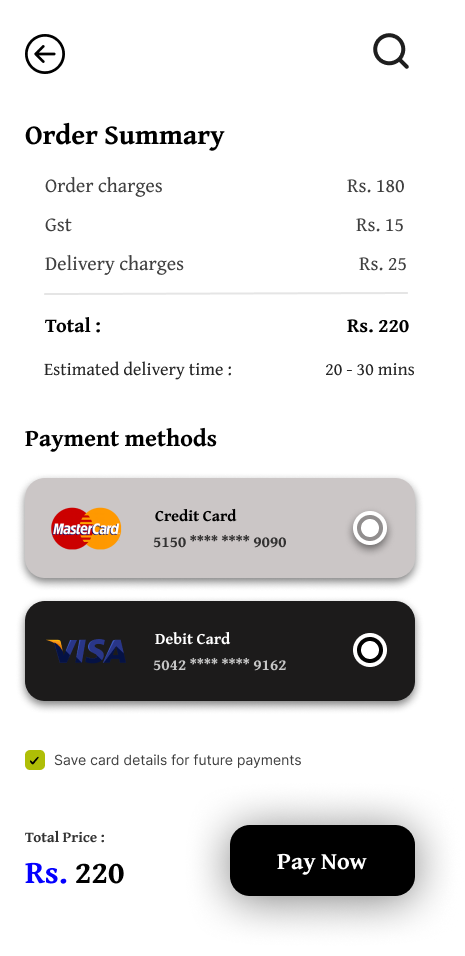 Order Summary
Order charges Rs. 180
Gst Rs. 15
Delivery charges Rs. 25
Total : Rs. 220
Estimated delivery time : 20 - 30 mins
Payment methods
MasterCard
Credit Card
5150 **** **** 9090
VISA
Debit Card
5042 **** **** 9162
Save card details for future payments
Total Price :
Rs. 220
Pay Now